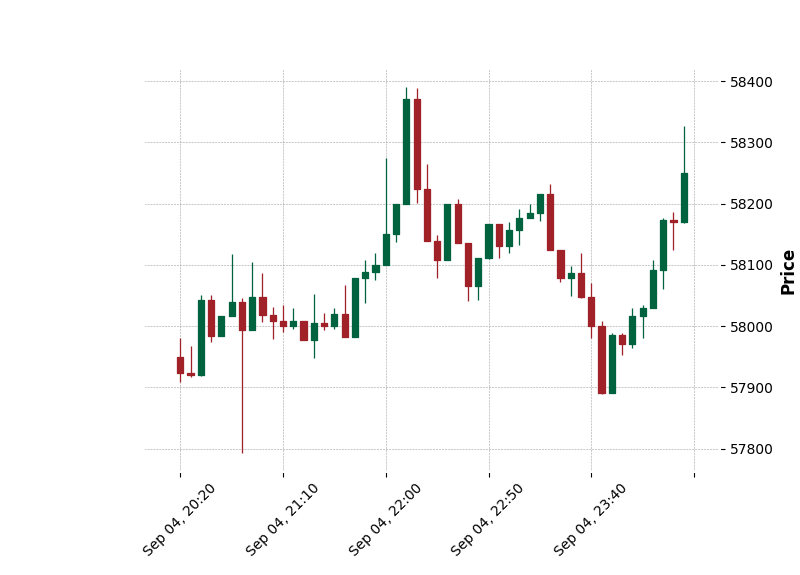 58400
58300
58200
58100
58000
57900
57800
Price
Sep 04, 20:20
Sep 04, 21:10
Sep 04, 22:00
Sep 04, 22:50
Sep 04, 23:40